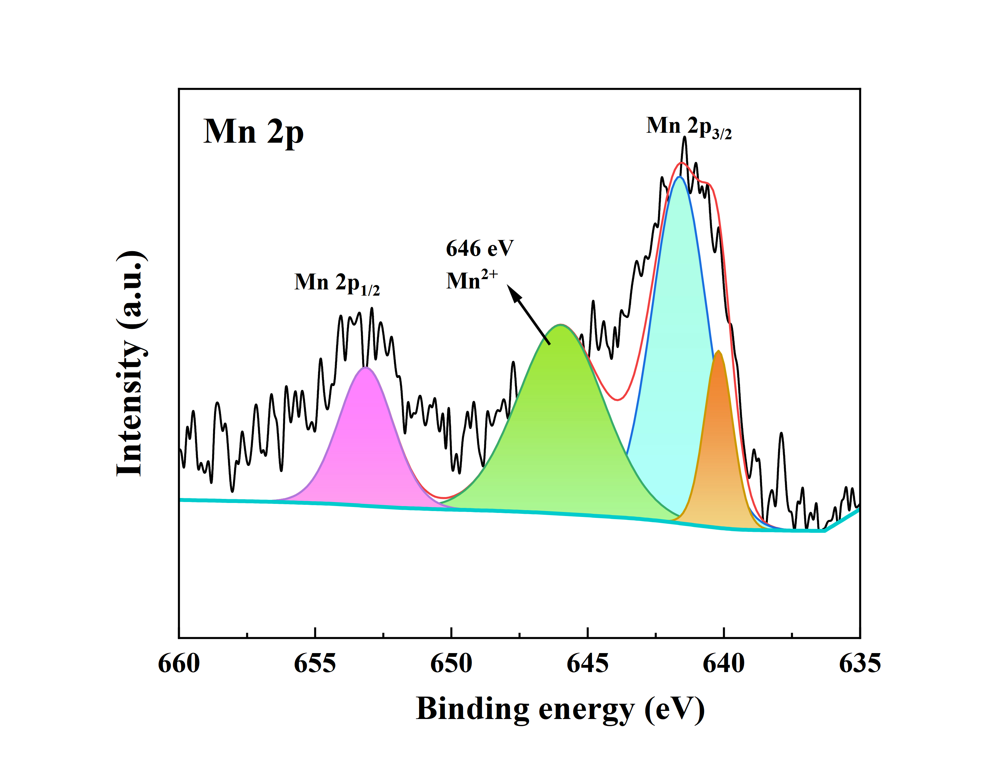 Mn 2p
Mn 2p3/2
646 eV
Mn2+
Mn 2p1/2
Intensity (a.u.)
660 655 650 645 640 635
Binding energy (eV)